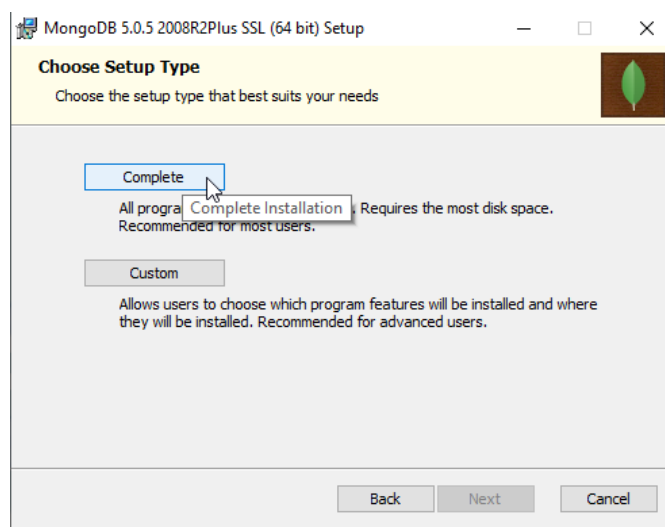 MongoDB 5.0.5 2008R2Plus SSL (64 bit) Setup
Choose Setup Type
Choose the setup type that best suits your needs
Complete
All progra Complete Installation . Requires the most disk space.
Recommended for most users.
Custom
Allows users to choose which program features will be installed and where
they will be installed. Recommended for advanced users.
Back Next Cancel